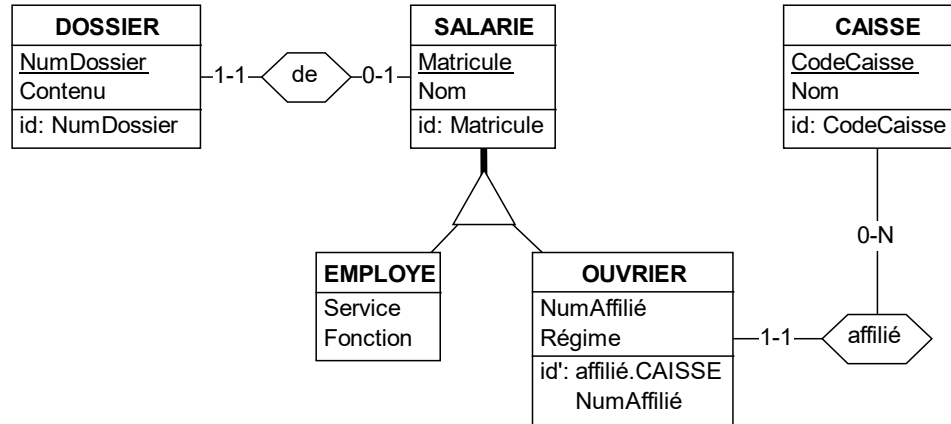 DOSSIER
NumDossier
Contenu
id: NumDossier
1-1
de
0-1
SALARIE
Matricule
Nom
id: Matricule
CAISSE
CodeCaisse
Nom
id: CodeCaisse
0-N
EMPLOYE
Service
Fonction
OUVRIER
NumAffilié
Régime
id': affilié.CAISSE
NumAffilié
1-1
affilié